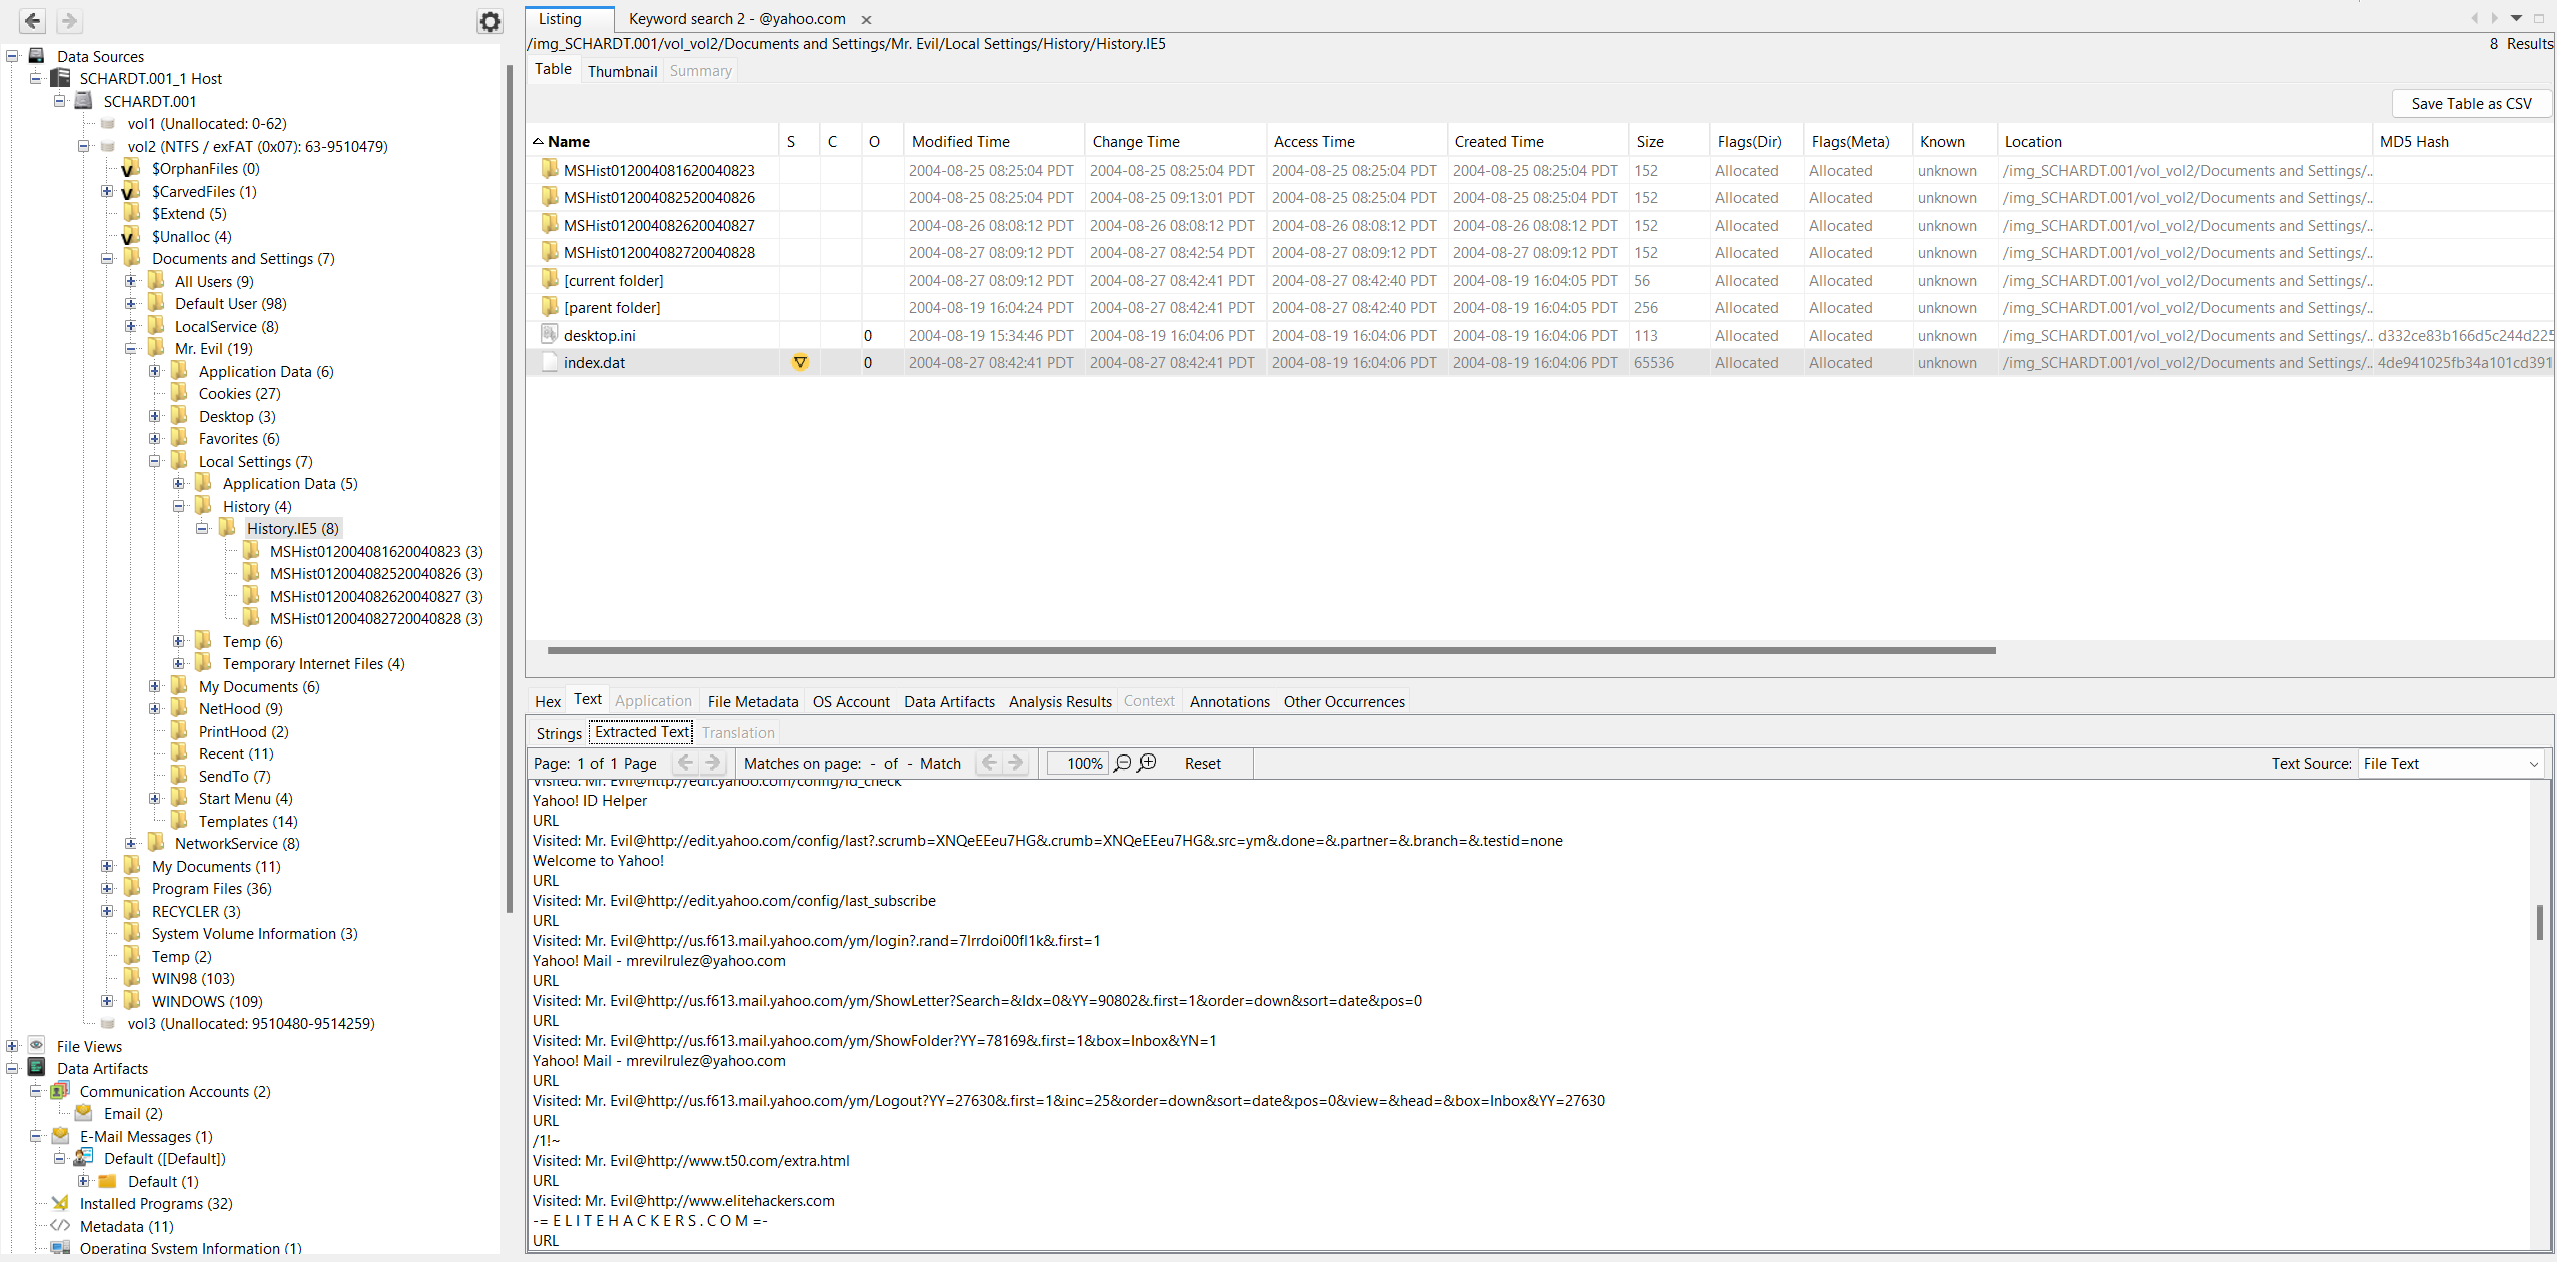 Data Sources
SCHARDT.001_1 Host
SCHARDT.001
vol1 (Unallocated: 0-62)
vol2 (NTFS / exFAT (0x07): 63-9510479)
$OrphanFiles (0)
$CarvedFiles (1)
$Extend (5)
$Unalloc (4)
Documents and Settings (7)
All Users (9)
Default User (98)
LocalService (8)
Mr. Evil (19)
Application Data (6)
Cookies (27)
Desktop (3)
Favorites (6)
Local Settings (7)
Application Data (5)
History (4)
History.IE5 (8)
MSHist012004081620040823 (3)
MSHist012004082520040826 (3)
MSHist012004082620040827 (3)
MSHist012004082720040828 (3)
Temp (6)
Temporary Internet Files (4)
My Documents (6)
NetHood (9)
PrintHood (2)
Recent (11)
SendTo (7)
Start Menu (4)
Templates (14)
NetworkService (8)
My Documents (11)
Program Files (36)
RECYCLER (3)
System Volume Information (3)
Temp (2)
WIN98 (103)
WINDOWS (109)
vol3 (Unallocated: 9510480-9514259)
File Views
Data Artifacts
Communication Accounts (2)
Email (2)
E-Mail Messages (1)
Default ([Default])
Default (1)
Installed Programs (32)
Metadata (11)
Operating System Information (1)
Listing Keyword search 2 - @yahoo.com
/img_SCHARDT.001/vol_vol2/Documents and Settings/Mr. Evil/Local Settings/History/History.IE5 8 Results
Table Thumbnail Summary
Save Table as CSV
Name S C O Modified Time Change Time Access Time Created Time Size Flags(Dir) Flags(Meta) Known Location MD5 Hash
MSHist012004081620040823 2004-08-25 08:25:04 PDT 2004-08-25 08:25:04 PDT 2004-08-25 08:25:04 PDT 2004-08-25 08:25:04 PDT 152 Allocated Allocated unknown /img_SCHARDT.001/vol_vol2/Documents and Settings/..
MSHist012004082520040826 2004-08-25 08:25:04 PDT 2004-08-25 09:13:01 PDT 2004-08-25 08:25:04 PDT 2004-08-25 08:25:04 PDT 152 Allocated Allocated unknown /img_SCHARDT.001/vol_vol2/Documents and Settings/..
MSHist012004082620040827 2004-08-26 08:08:12 PDT 2004-08-26 08:08:12 PDT 2004-08-26 08:08:12 PDT 2004-08-26 08:08:12 PDT 152 Allocated Allocated unknown /img_SCHARDT.001/vol_vol2/Documents and Settings/..
MSHist012004082720040828 2004-08-27 08:09:12 PDT 2004-08-27 08:42:54 PDT 2004-08-27 08:09:12 PDT 2004-08-27 08:09:12 PDT 152 Allocated Allocated unknown /img_SCHARDT.001/vol_vol2/Documents and Settings/..
[current folder] 2004-08-27 08:09:12 PDT 2004-08-27 08:42:41 PDT 2004-08-27 08:42:40 PDT 2004-08-19 16:04:05 PDT 56 Allocated Allocated unknown /img_SCHARDT.001/vol_vol2/Documents and Settings/..
[parent folder] 2004-08-19 16:04:24 PDT 2004-08-27 08:42:41 PDT 2004-08-27 08:42:40 PDT 2004-08-19 16:04:05 PDT 256 Allocated Allocated unknown /img_SCHARDT.001/vol_vol2/Documents and Settings/..
desktop.ini 0 2004-08-19 15:34:46 PDT 2004-08-19 16:04:06 PDT 2004-08-19 16:04:06 PDT 2004-08-19 16:04:06 PDT 113 Allocated Allocated unknown /img_SCHARDT.001/vol_vol2/Documents and Settings/.. d332ce83b166d5c244d225
index.dat 0 2004-08-27 08:42:41 PDT 2004-08-27 08:42:41 PDT 2004-08-19 16:04:06 PDT 2004-08-19 16:04:06 PDT 65536 Allocated Allocated unknown /img_SCHARDT.001/vol_vol2/Documents and Settings/.. 4de941025fb34a101cd391
Hex Text Application File Metadata OS Account Data Artifacts Analysis Results Context Annotations Other Occurrences
Strings Extracted Text Translation
Page: 1 of 1 Page Matches on page: - of - Match 100% Reset Text Source: File Text
Visited: Mr. Evil@http://edit.yahoo.com/config/id_check
Yahoo! ID Helper
URL
Visited: Mr. Evil@http://edit.yahoo.com/config/last?.scrumb=XNQeEEeu7HG&.crumb=XNQeEEeu7HG&.src=ym&.done=&.partner=&.branch=&.testid=none
Welcome to Yahoo!
URL
Visited: Mr. Evil@http://edit.yahoo.com/config/last_subscribe
URL
Visited: Mr. Evil@http://us.f613.mail.yahoo.com/ym/login?.rand=7lrrdoi00fl1k&.first=1
Yahoo! Mail - mrevilrulez@yahoo.com
URL
Visited: Mr. Evil@http://us.f613.mail.yahoo.com/ym/ShowLetter?Search=&Idx=0&YY=90802&.first=1&order=down&sort=date&pos=0
URL
Visited: Mr. Evil@http://us.f613.mail.yahoo.com/ym/ShowFolder?YY=78169&.first=1&box=Inbox&YN=1
Yahoo! Mail - mrevilrulez@yahoo.com
URL
Visited: Mr. Evil@http://us.f613.mail.yahoo.com/ym/Logout?YY=27630&.first=1&inc=25&order=down&sort=date&pos=0&view=&head=&box=Inbox&YY=27630
URL
/1!~
Visited: Mr. Evil@http://www.t50.com/extra.html
URL
Visited: Mr. Evil@http://www.elitehackers.com
-= E L I T E H A C K E R S . C O M =-
URL